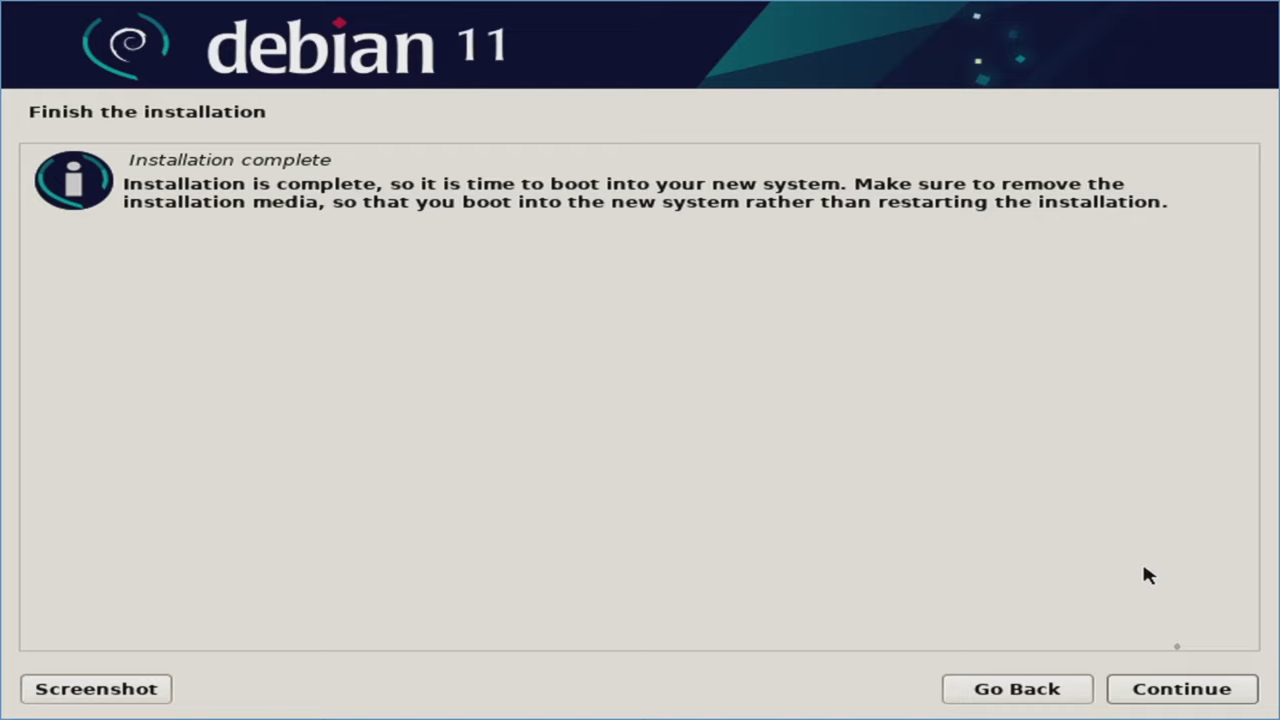 debian 11
Finish the installation
Installation complete
Installation is complete, so it is time to boot into your new system. Make sure to remove the
installation media, so that you boot into the new system rather than restarting the installation.
Screenshot
Go Back
Continue